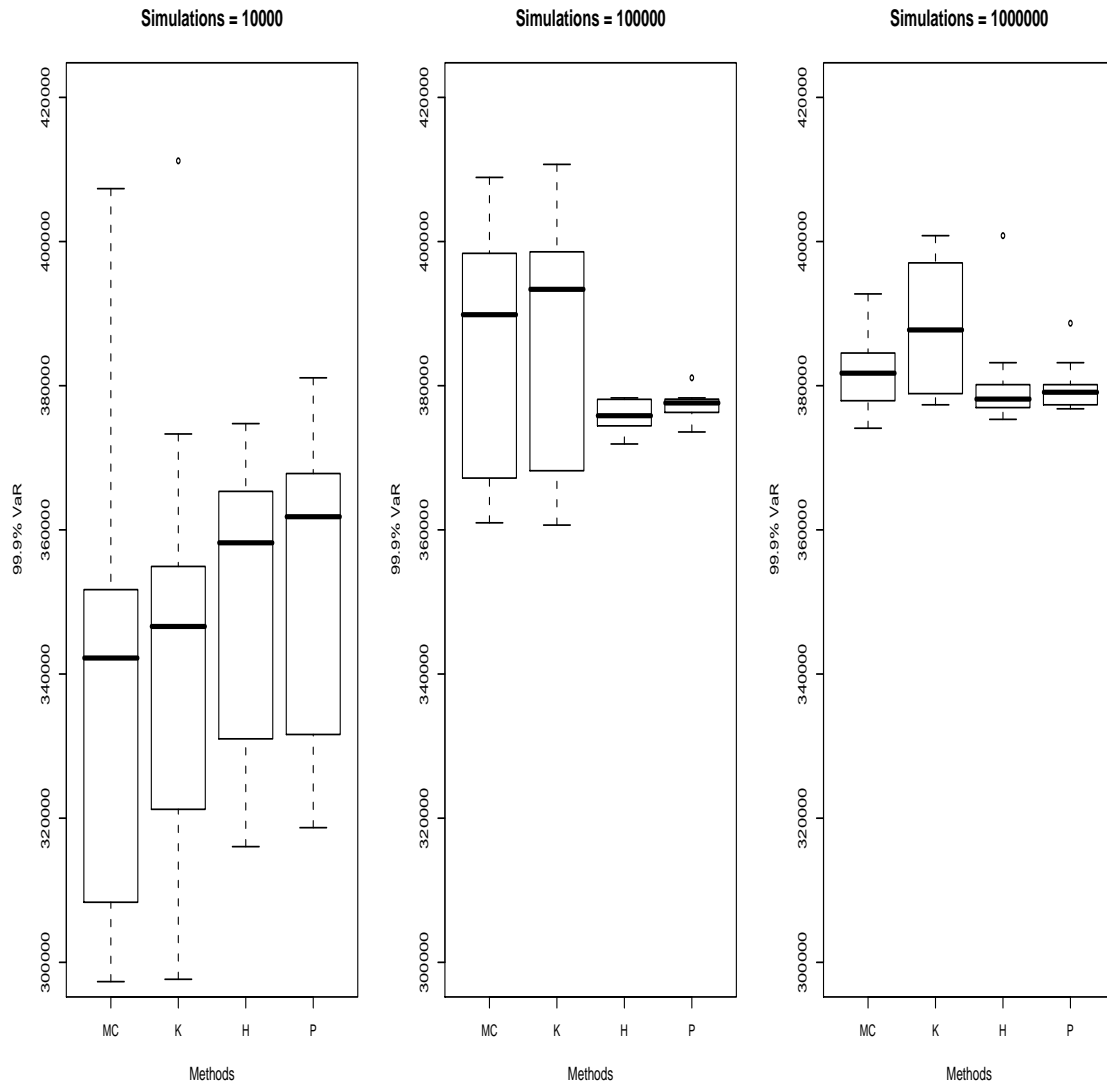 Simulations = 10000
99.9% VaR
420000
400000
380000
360000
340000
320000
300000
MC K H P
Methods
Simulations = 100000
99.9% VaR
420000
400000
380000
360000
340000
320000
300000
MC K H P
Methods
Simulations = 1000000
99.9% VaR
420000
400000
380000
360000
340000
320000
300000
MC K H P
Methods